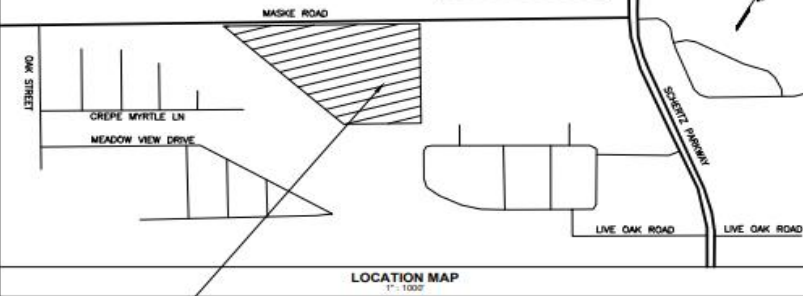 MASKE ROAD
OAK STREET
CREPE MYRTLE LN
MEADOW VIEW DRIVE
SCHERTZ PARKWAY
LIVE OAK ROAD
LIVE OAK ROAD
LOCATION MAP
1" : 1000'